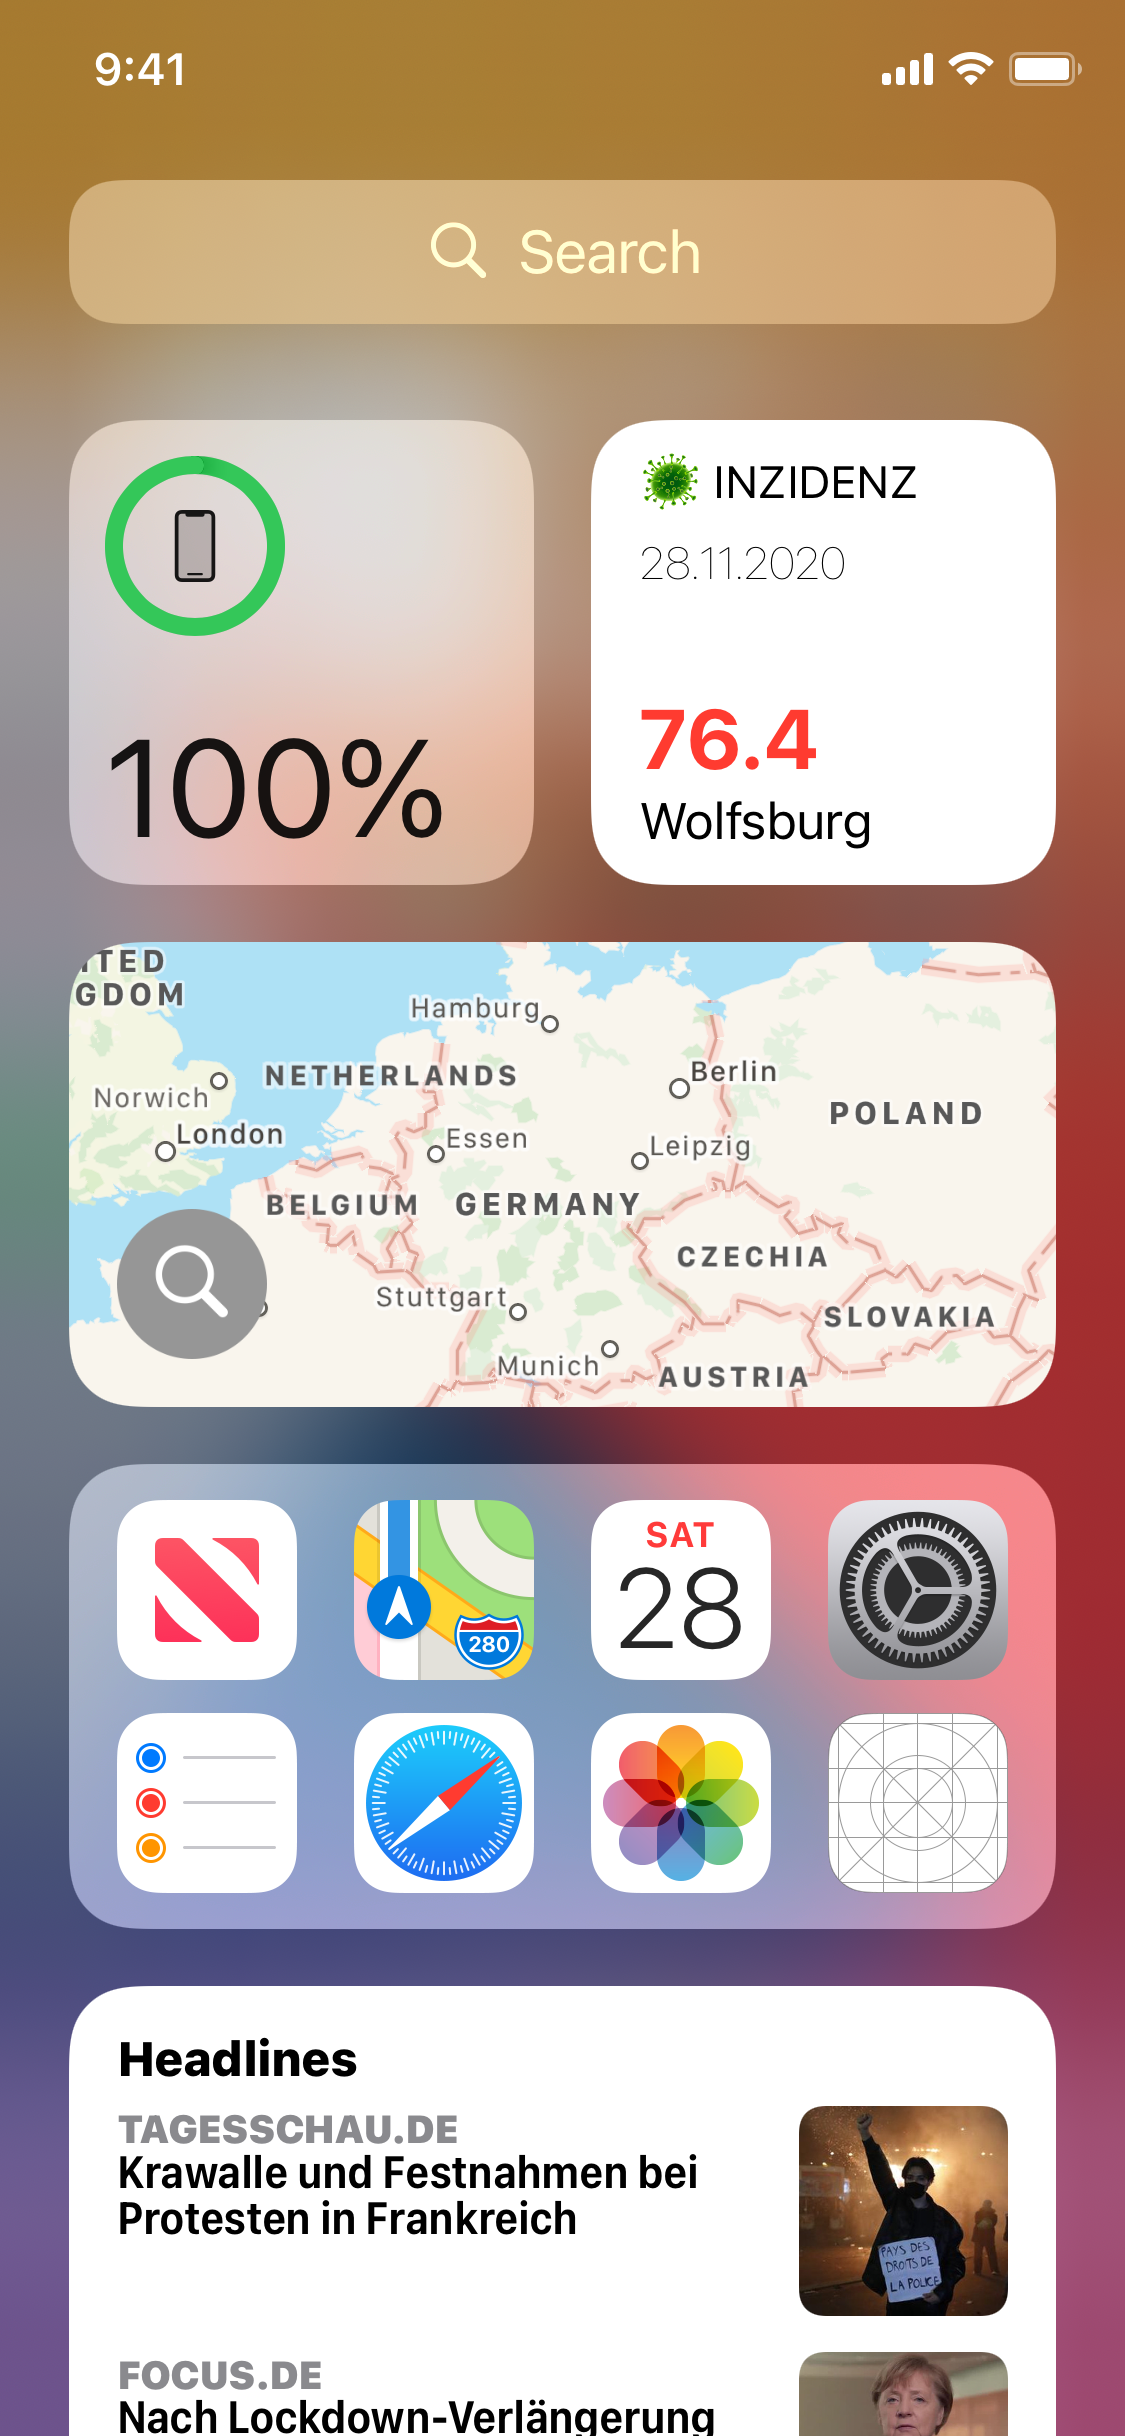 9:41
Search
100%
INZIDENZ
28.11.2020
76.4
Wolfsburg
ITED
GDOM
Hamburg
NETHERLANDS
Berlin
Norwich
POLAND
London
Essen
Leipzig
BELGIUM
GERMANY
CZECHIA
Stuttgart
SLOVAKIA
Munich
AUSTRIA
280
SAT
28
Headlines
TAGESSCHAU.DE
Krawalle und Festnahmen bei
Protesten in Frankreich
PAYS DES
DROITS DE
LA POLICE
FOCUS.DE
Nach Lockdown-Verlängerung